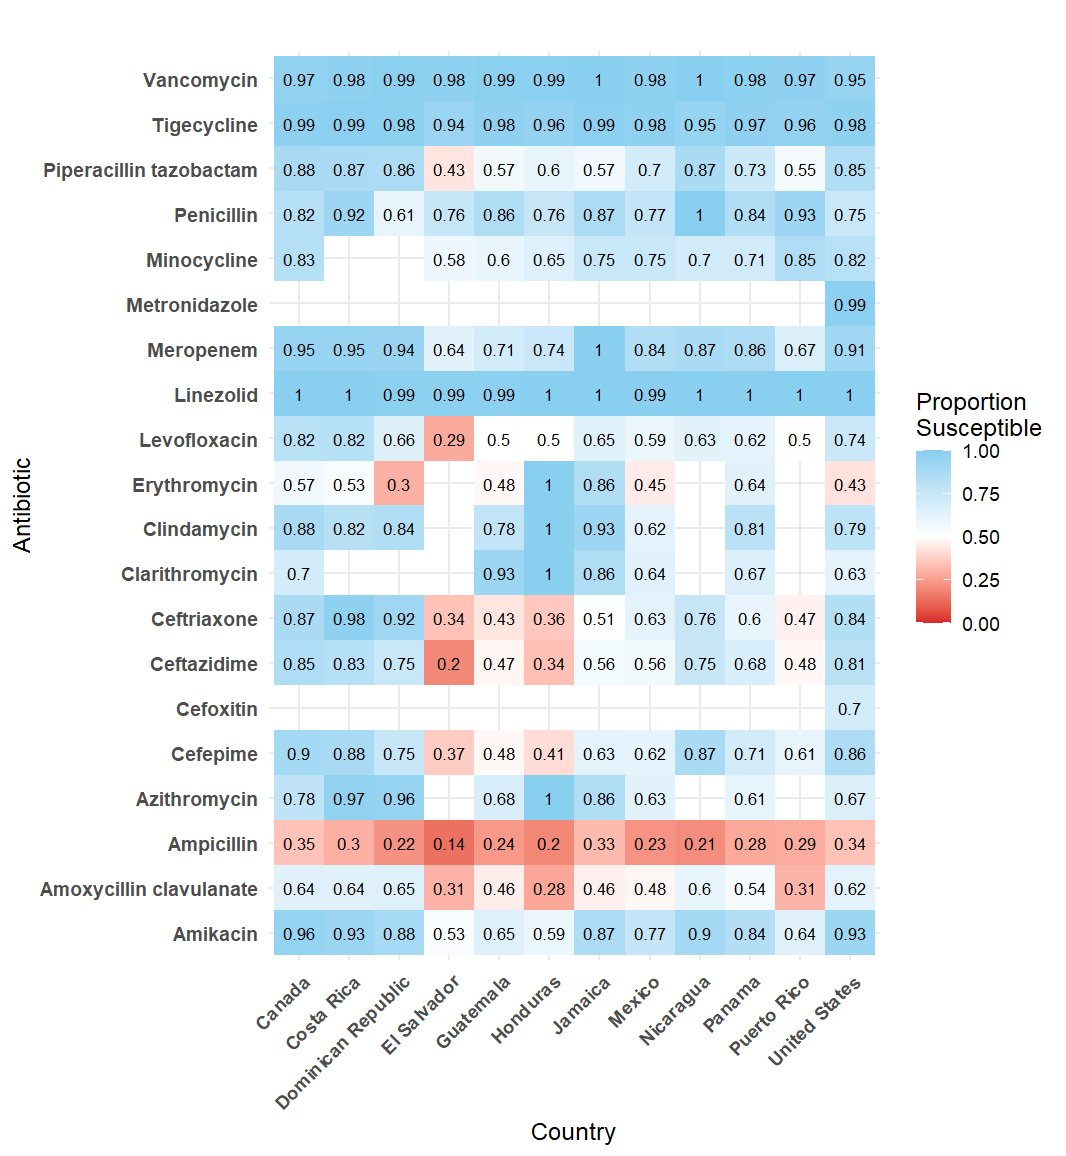 Vancomycin 0.97 0.98 0.99 0.98 0.99 0.99 1 0.98 1 0.98 0.97 0.95
Tigecycline 0.99 0.99 0.98 0.94 0.98 0.96 0.99 0.98 0.95 0.97 0.96 0.98
Piperacillin tazobactam 0.88 0.87 0.86 0.43 0.57 0.6 0.57 0.7 0.87 0.73 0.55 0.85
Penicillin 0.82 0.92 0.61 0.76 0.86 0.76 0.87 0.77 1 0.84 0.93 0.75
Minocycline 0.83 0.58 0.6 0.65 0.75 0.75 0.7 0.71 0.85 0.82
Metronidazole 0.99
Meropenem 0.95 0.95 0.94 0.64 0.71 0.74 1 0.84 0.87 0.86 0.67 0.91
Linezolid 1 1 0.99 0.99 0.99 1 1 0.99 1 1 1 1
Levofloxacin 0.82 0.82 0.66 0.29 0.5 0.5 0.65 0.59 0.63 0.62 0.5 0.74
Erythromycin 0.57 0.53 0.3 0.48 1 0.86 0.45 0.64 0.43
Clindamycin 0.88 0.82 0.84 0.78 1 0.93 0.62 0.81 0.79
Clarithromycin 0.7 0.93 1 0.86 0.64 0.67 0.63
Ceftriaxone 0.87 0.98 0.92 0.34 0.43 0.36 0.51 0.63 0.76 0.6 0.47 0.84
Ceftazidime 0.85 0.83 0.75 0.2 0.47 0.34 0.56 0.56 0.75 0.68 0.48 0.81
Cefoxitin 0.7
Cefepime 0.9 0.88 0.75 0.37 0.48 0.41 0.63 0.62 0.87 0.71 0.61 0.86
Azithromycin 0.78 0.97 0.96 0.68 1 0.86 0.63 0.61 0.67
Ampicillin 0.35 0.3 0.22 0.14 0.24 0.2 0.33 0.23 0.21 0.28 0.29 0.34
Amoxycillin clavulanate 0.64 0.64 0.65 0.31 0.46 0.28 0.46 0.48 0.6 0.54 0.31 0.62
Amikacin 0.96 0.93 0.88 0.53 0.65 0.59 0.87 0.77 0.9 0.84 0.64 0.93
Canada
Costa Rica
Dominican Republic
El Salvador
Guatemala
Honduras
Jamaica
Mexico
Nicaragua
Panama
Puerto Rico
United States
Country
Antibiotic
Proportion
Susceptible
1.00
0.75
0.50
0.25
0.00